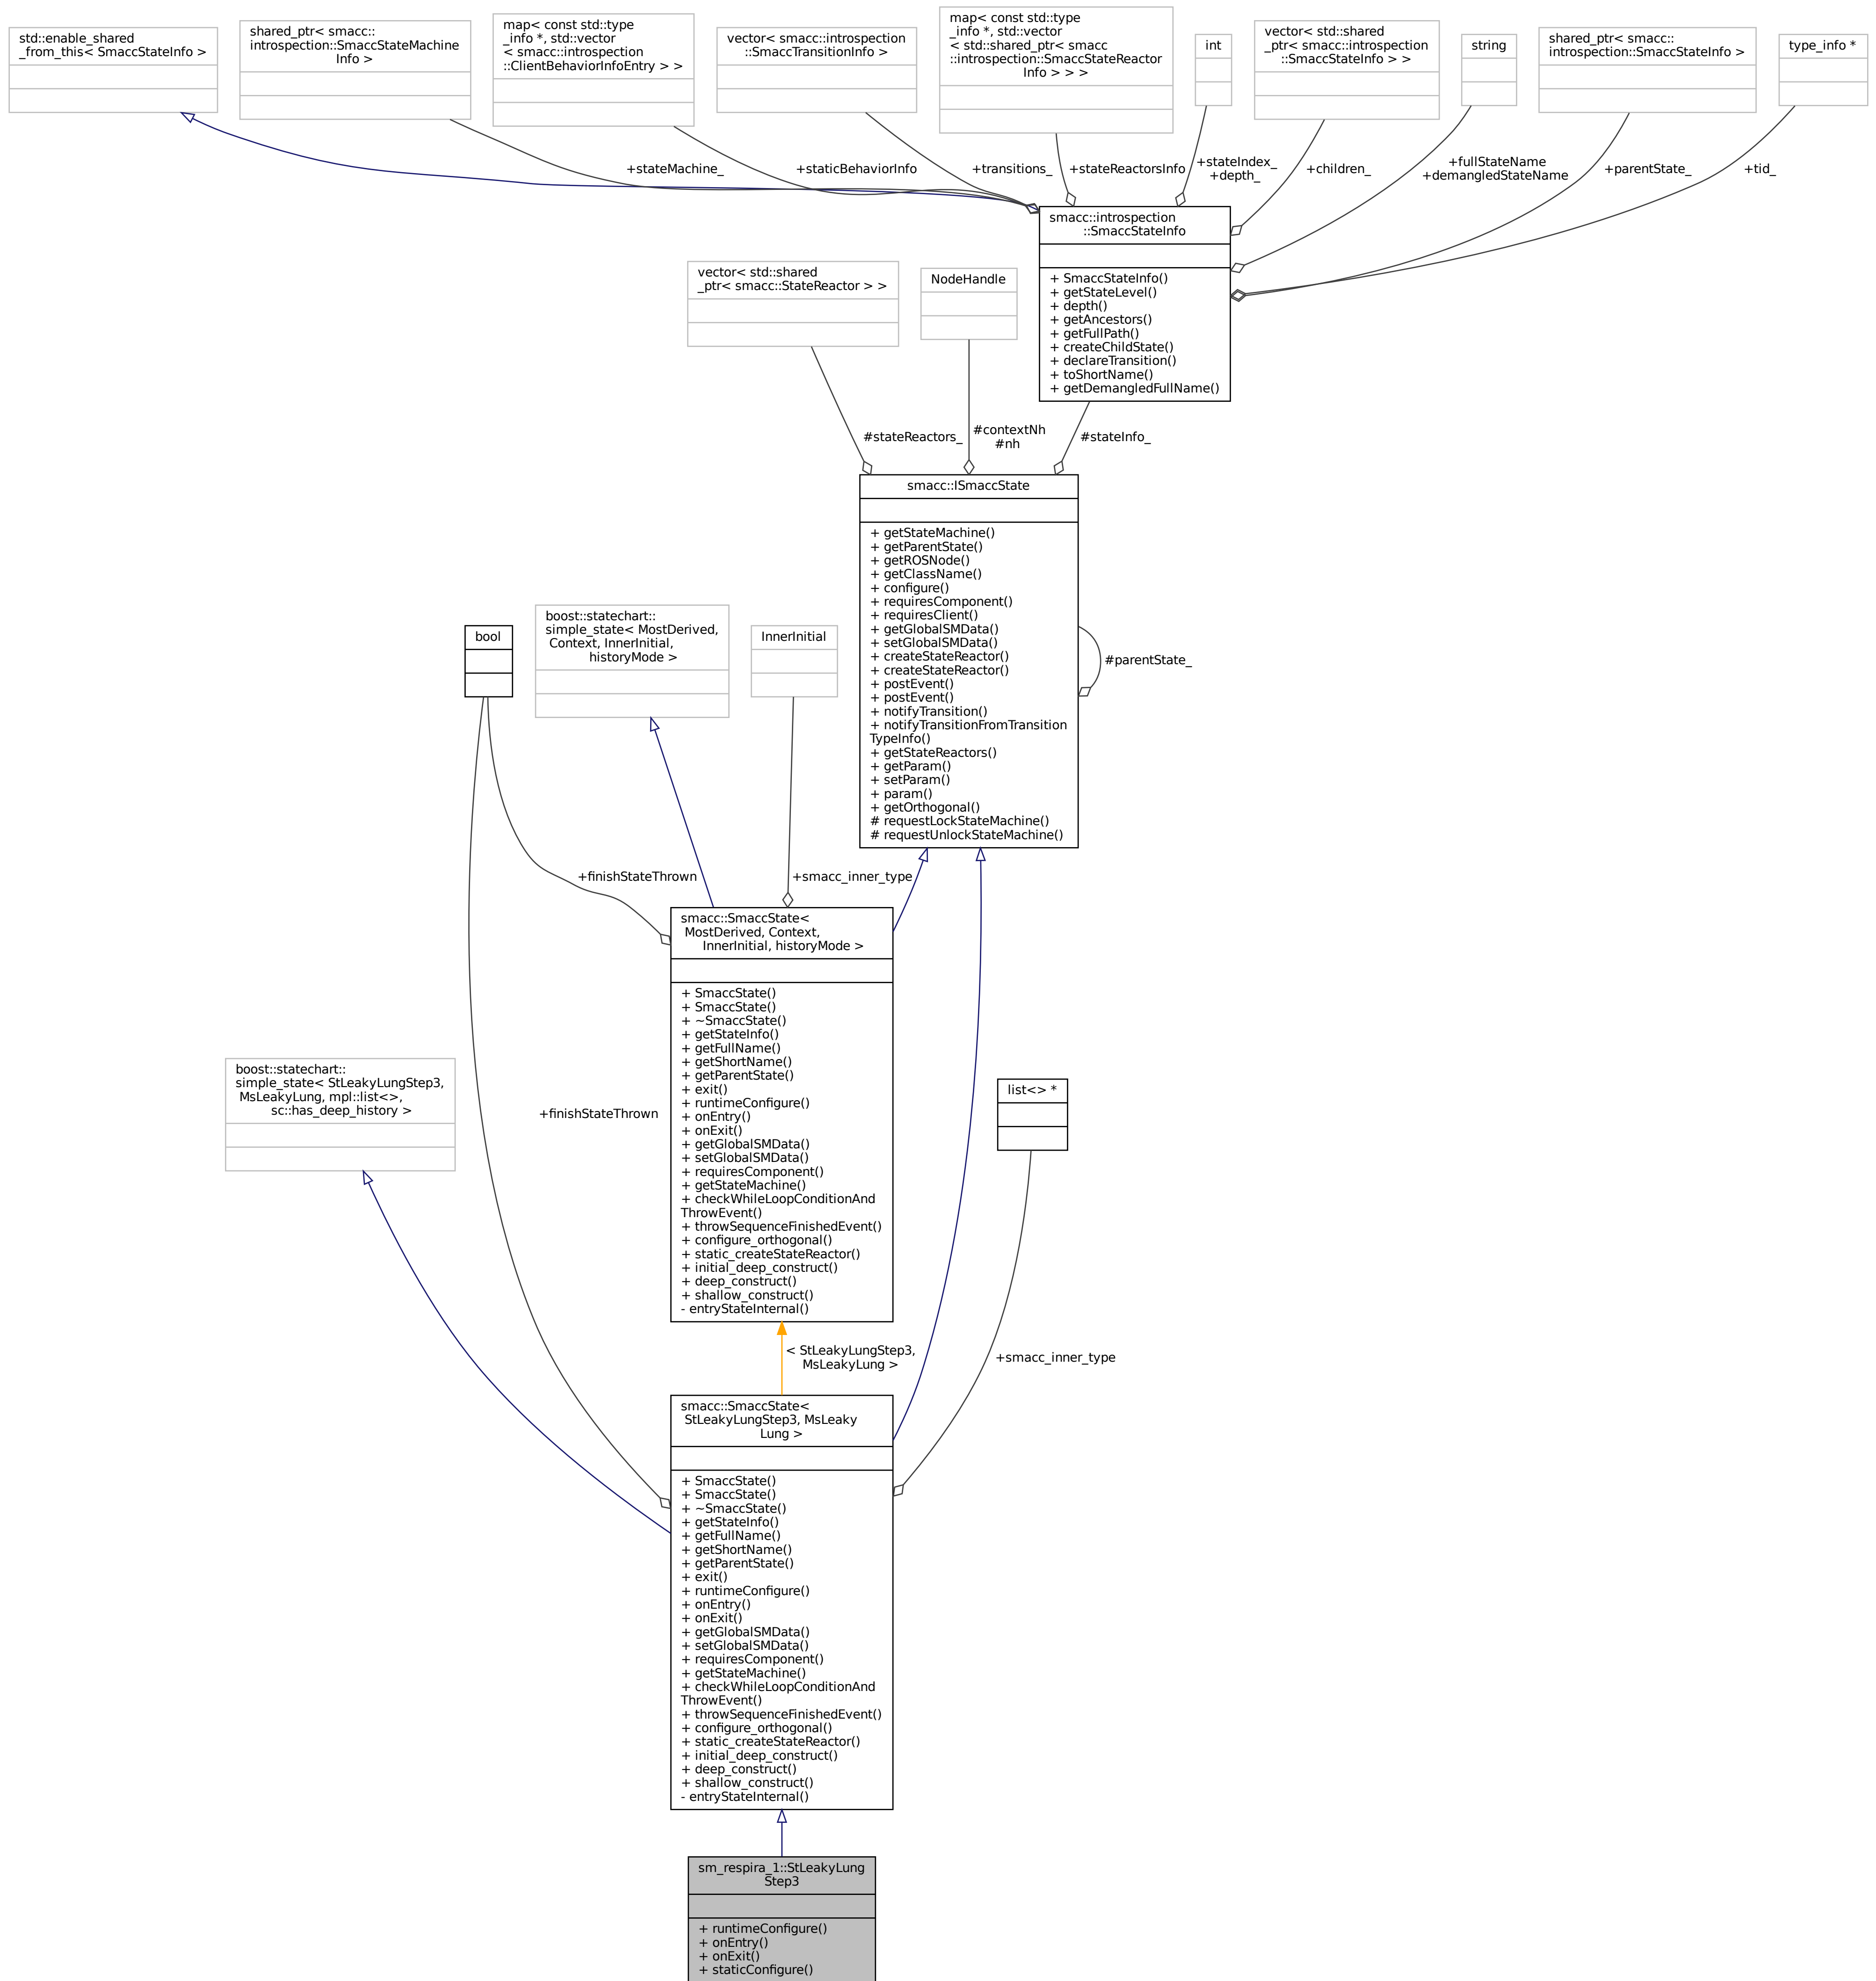 std::enable_shared
_from_this< SmaccStateInfo >
shared_ptr< smacc::
introspection::SmaccStateMachine
Info >
map< const std::type
_info *, std::vector
< smacc::introspection
::ClientBehaviorInfoEntry > >
vector< smacc::introspection
::SmaccTransitionInfo >
map< const std::type
_info *, std::vector
< std::shared_ptr< smacc
::introspection::SmaccStateReactor
Info > > >
int
vector< std::shared
_ptr< smacc::introspection
::SmaccStateInfo > >
string
shared_ptr< smacc::
introspection::SmaccStateInfo >
type_info *
+stateMachine_
+staticBehaviorInfo
+transitions_
+stateReactorsInfo
+stateIndex_
+depth_
+children_
+fullStateName
+demangledStateName
+parentState_
+tid_
smacc::introspection
::SmaccStateInfo
+ SmaccStateInfo()
+ getStateLevel()
+ depth()
+ getAncestors()
+ getFullPath()
+ createChildState()
+ declareTransition()
+ toShortName()
+ getDemangledFullName()
vector< std::shared
_ptr< smacc::StateReactor > >
NodeHandle
#stateReactors_
#contextNh
#nh
#stateInfo_
smacc::ISmaccState
+ getStateMachine()
+ getParentState()
+ getROSNode()
+ getClassName()
+ configure()
+ requiresComponent()
+ requiresClient()
+ getGlobalSMData()
+ setGlobalSMData()
+ createStateReactor()
+ createStateReactor()
+ postEvent()
+ postEvent()
+ notifyTransition()
+ notifyTransitionFromTransition
TypeInfo()
+ getStateReactors()
+ getParam()
+ setParam()
+ param()
+ getOrthogonal()
# requestLockStateMachine()
# requestUnlockStateMachine()
#parentState_
bool
boost::statechart::
simple_state< MostDerived,
Context, InnerInitial,
historyMode >
InnerInitial
+finishStateThrown
+smacc_inner_type
smacc::SmaccState<
MostDerived, Context,
InnerInitial, historyMode >
+ SmaccState()
+ SmaccState()
+ ~SmaccState()
+ getStateInfo()
+ getFullName()
+ getShortName()
+ getParentState()
+ exit()
+ runtimeConfigure()
+ onEntry()
+ onExit()
+ getGlobalSMData()
+ setGlobalSMData()
+ requiresComponent()
+ getStateMachine()
+ checkWhileLoopConditionAnd
ThrowEvent()
+ throwSequenceFinishedEvent()
+ configure_orthogonal()
+ static_createStateReactor()
+ initial_deep_construct()
+ deep_construct()
+ shallow_construct()
- entryStateInternal()
boost::statechart::
simple_state< StLeakyLungStep3,
MsLeakyLung, mpl::list<>,
sc::has_deep_history >
+finishStateThrown
list<> *
< StLeakyLungStep3,
MsLeakyLung >
+smacc_inner_type
smacc::SmaccState<
StLeakyLungStep3, MsLeaky
Lung >
+ SmaccState()
+ SmaccState()
+ ~SmaccState()
+ getStateInfo()
+ getFullName()
+ getShortName()
+ getParentState()
+ exit()
+ runtimeConfigure()
+ onEntry()
+ onExit()
+ getGlobalSMData()
+ setGlobalSMData()
+ requiresComponent()
+ getStateMachine()
+ checkWhileLoopConditionAnd
ThrowEvent()
+ throwSequenceFinishedEvent()
+ configure_orthogonal()
+ static_createStateReactor()
+ initial_deep_construct()
+ deep_construct()
+ shallow_construct()
- entryStateInternal()
sm_respira_1::StLeakyLung
Step3
+ runtimeConfigure()
+ onEntry()
+ onExit()
+ staticConfigure()